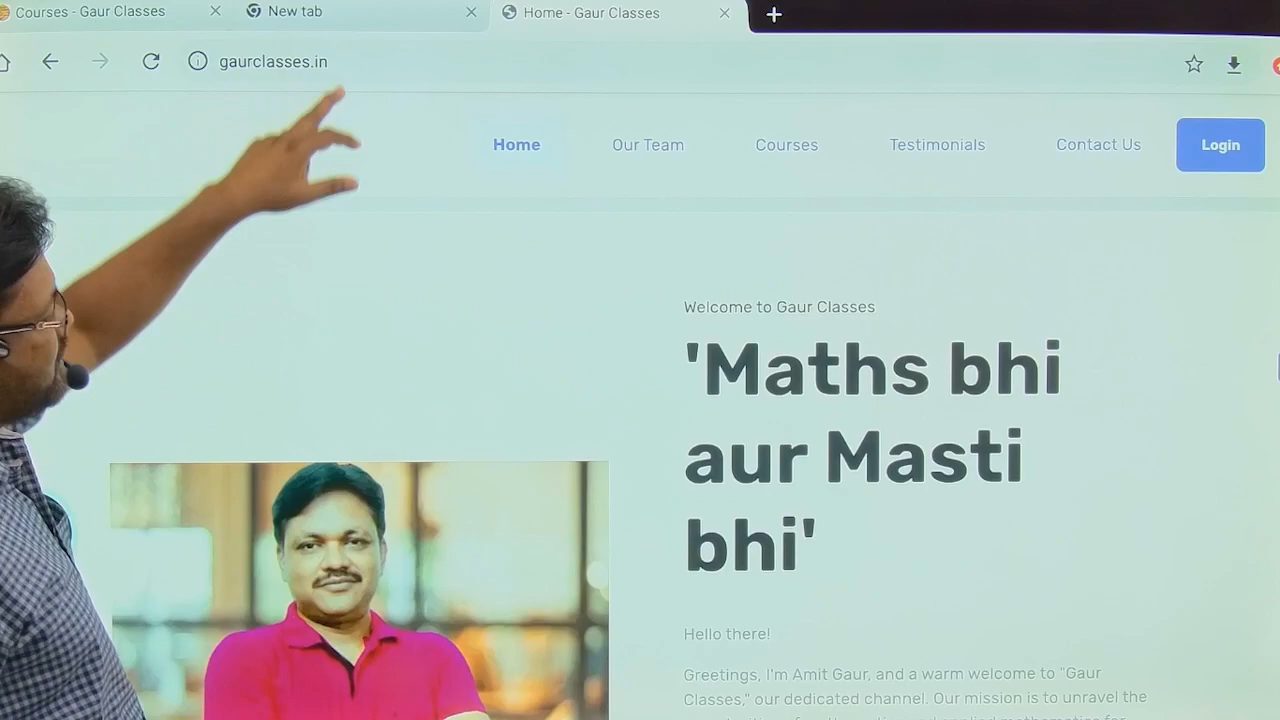 Courses - Gaur Classes
New tab
Home - Gaur Classes
gaurclasses.in
Home
Our Team
Courses
Testimonials
Contact Us
Login
Welcome to Gaur Classes
'Maths bhi
aur Masti
bhi'
Hello there!
Greetings, I'm Amit Gaur, and a warm welcome to "Gaur
Classes," our dedicated channel. Our mission is to unravel the